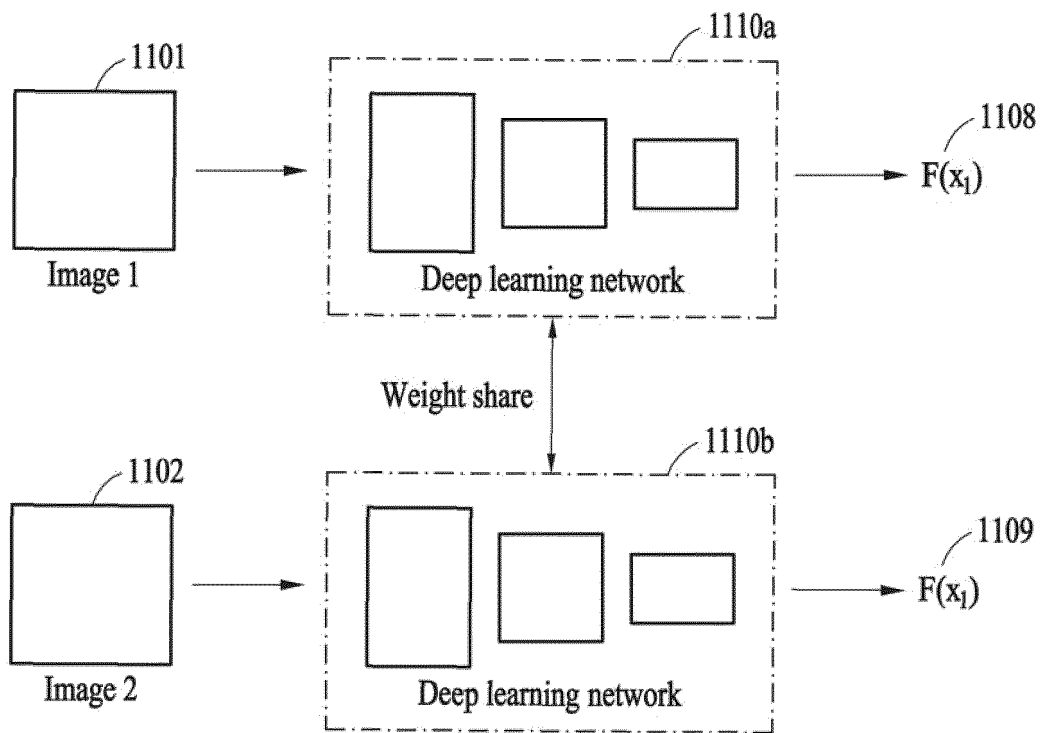 1101
1110a
1108
F(x₁)
Image 1
Deep learning network
Weight share
1102
1110b
1109
F(x₁)
Image 2
Deep learning network